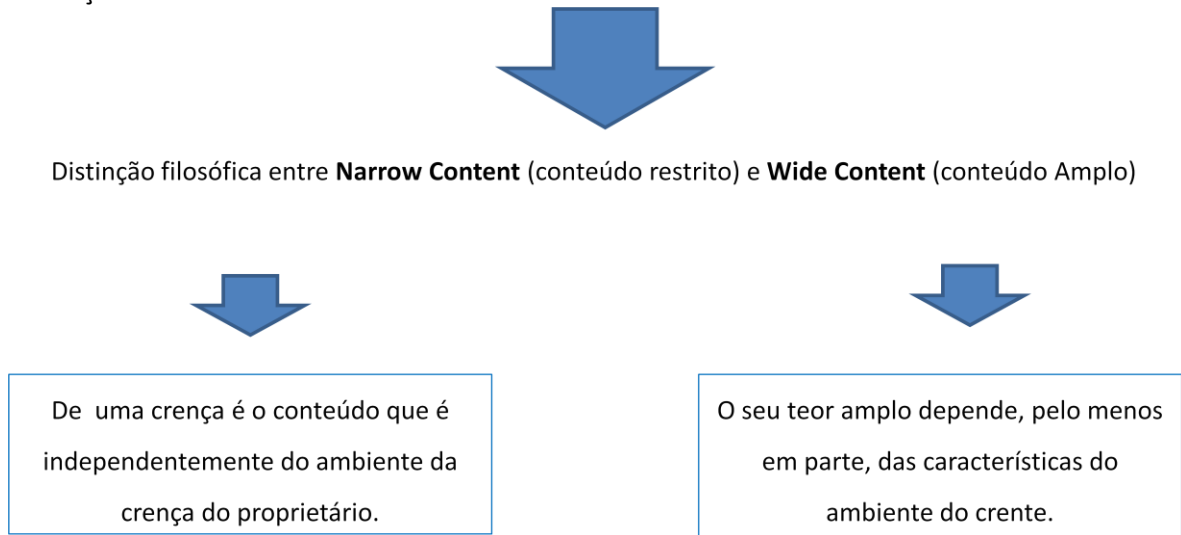 Distinção filosófica entre Narrow Content (conteúdo restrito) e Wide Content (conteúdo Amplo)
De uma crença é o conteúdo que é
independentemente do ambiente da
crença do proprietário.
O seu teor amplo depende, pelo menos
em parte, das características do
ambiente do crente.